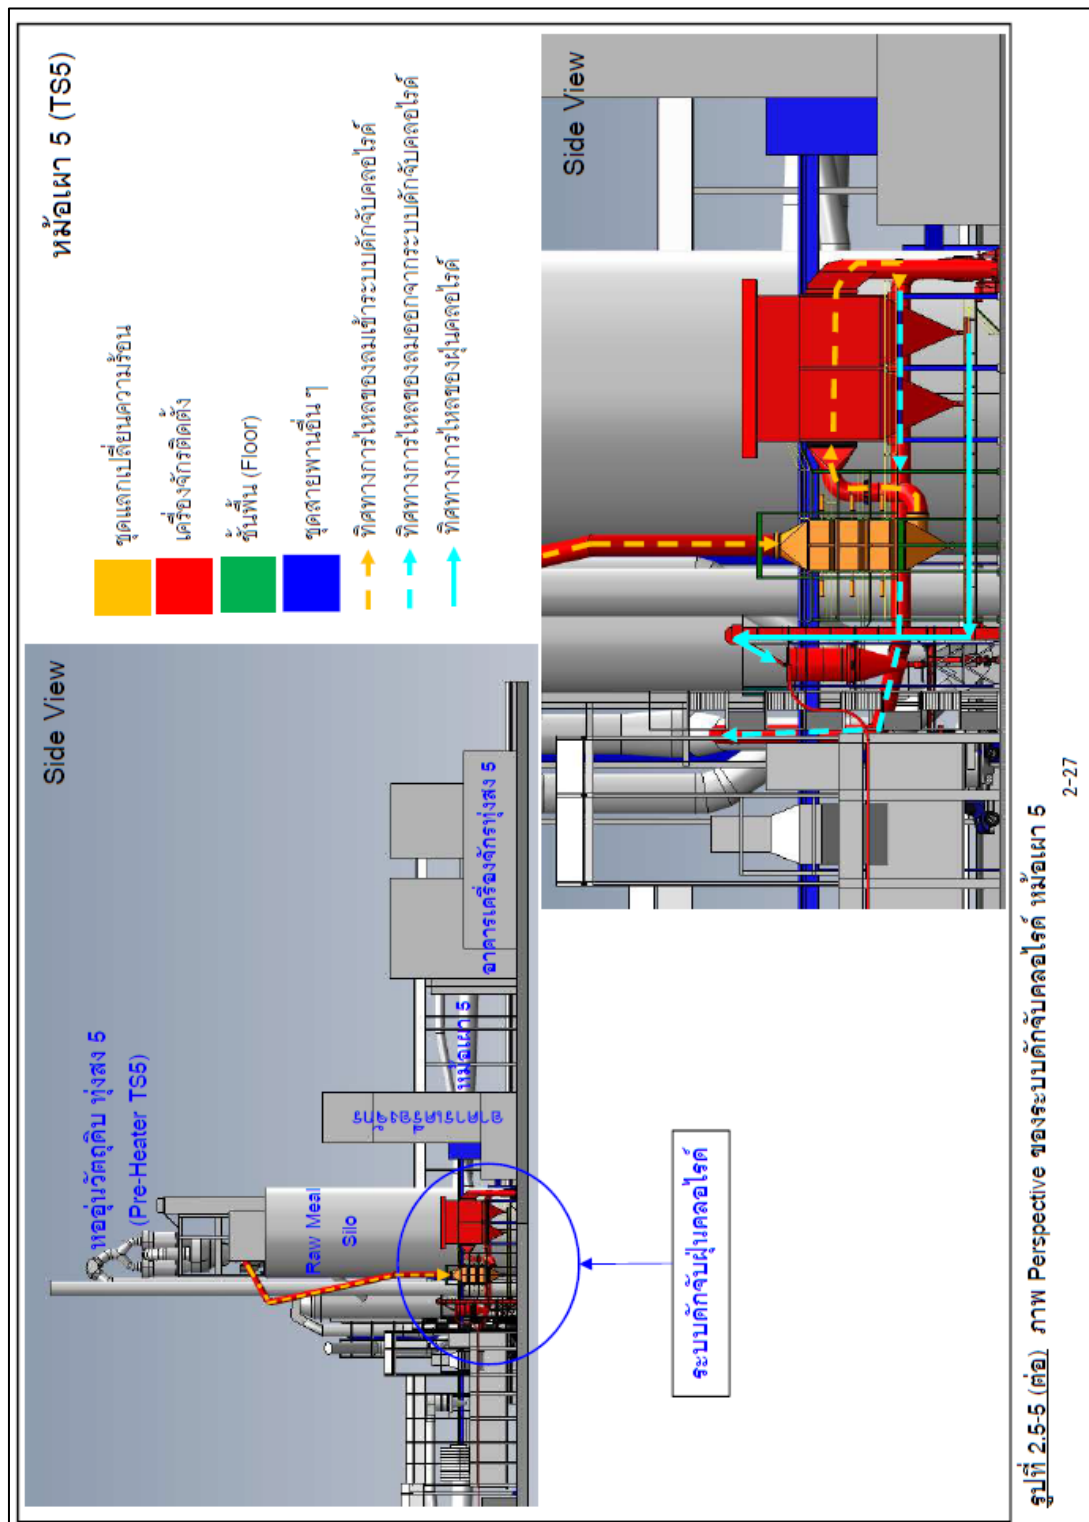 หม้อเผา 5 (TS5)
Side View
หออุ่นวัตถุดิบ ทุ่งสง 5
(Pre-Heater TS5)
Raw Meal
Silo
อาคารเครื่องจักร
หม้อเผา 5
อาคารเครื่องจักรทุ่งสง 5
ระบบดักจับฝุ่นคลอไรด์
ชุดแลกเปลี่ยนความร้อน
เครื่องจักรติดตั้ง
ชั้นพื้น (Floor)
ชุดสายพานอื่น ๆ
ทิศทางการไหลของลมเข้าระบบดักจับคลอไรด์
ทิศทางการไหลของลมออกจากระบบดักจับคลอไรด์
ทิศทางการไหลของฝุ่นคลอไรด์
Side View
รูปที่ 2.5-5 (ต่อ) ภาพ Perspective ของระบบดักจับคลอไรด์ หม้อเผา 5
2-27